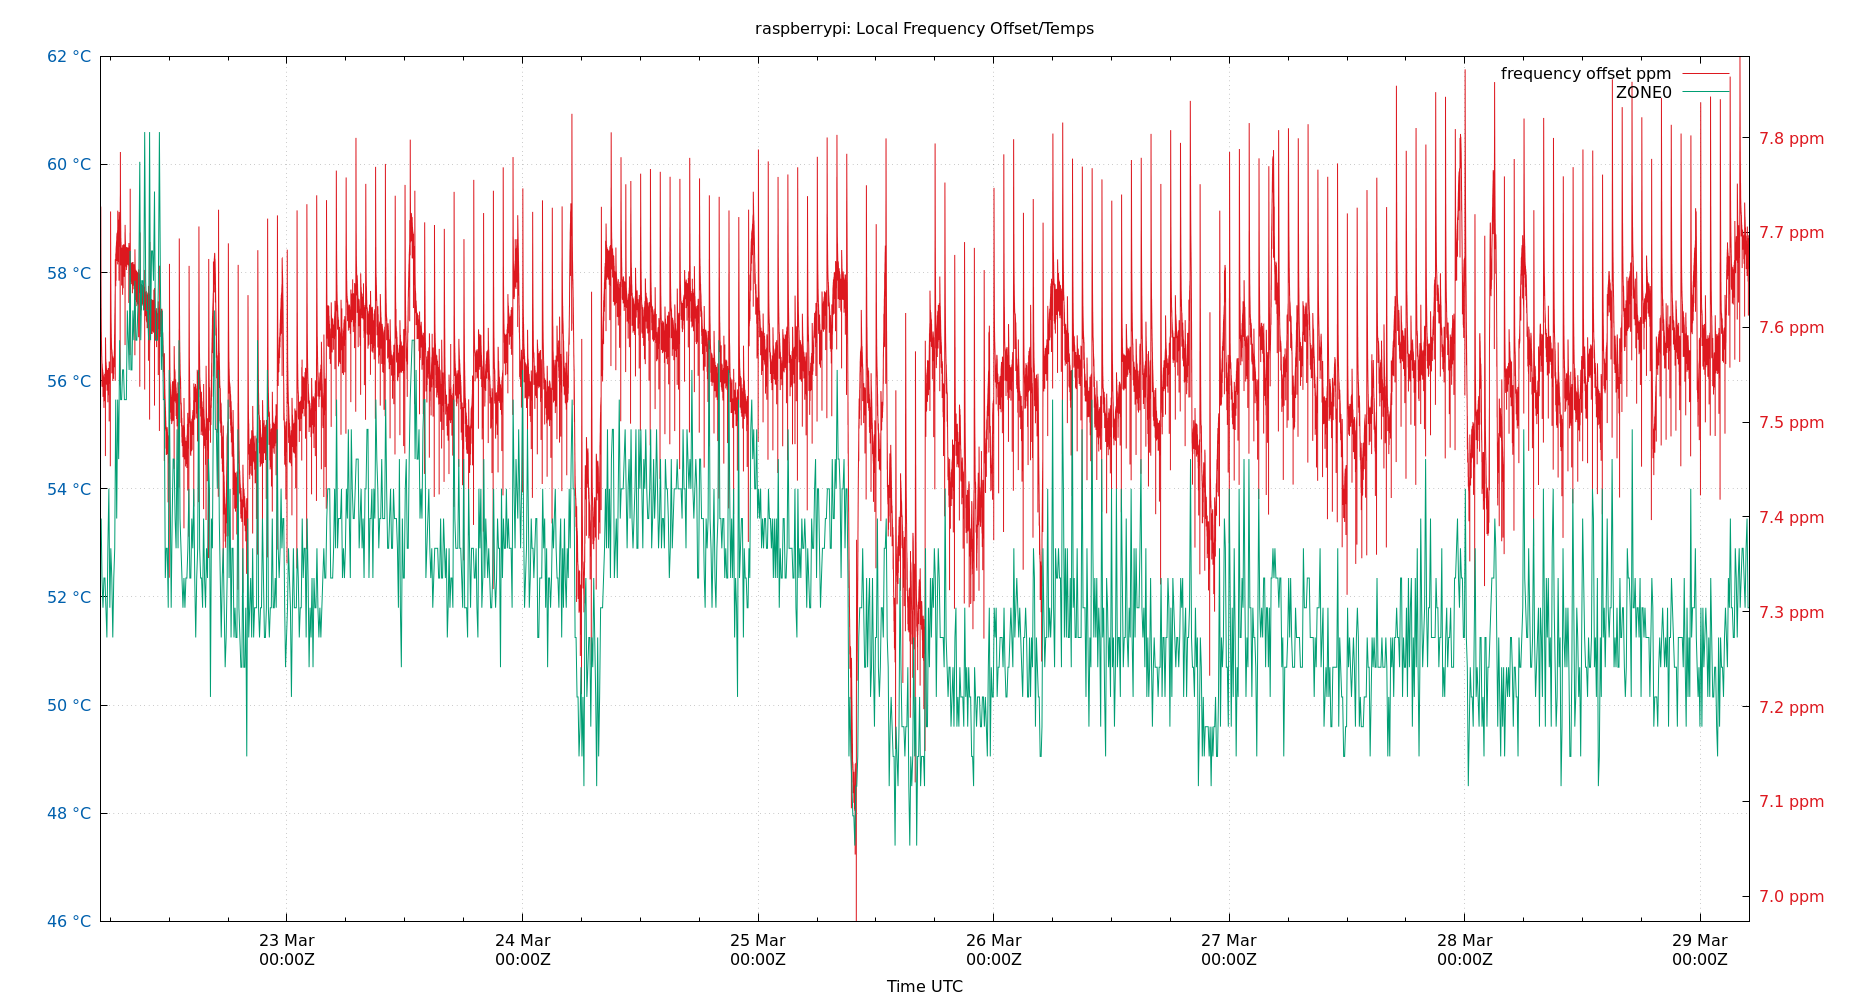 raspberrypi: Local Frequency Offset/Temps
62 °C
60 °C
58 °C
56 °C
54 °C
52 °C
50 °C
48 °C
46 °C
frequency offset ppm
ZONE0
7.8 ppm
7.7 ppm
7.6 ppm
7.5 ppm
7.4 ppm
7.3 ppm
7.2 ppm
7.1 ppm
7.0 ppm
23 Mar
00:00Z
24 Mar
00:00Z
25 Mar
00:00Z
26 Mar
00:00Z
27 Mar
00:00Z
28 Mar
00:00Z
29 Mar
00:00Z
Time UTC